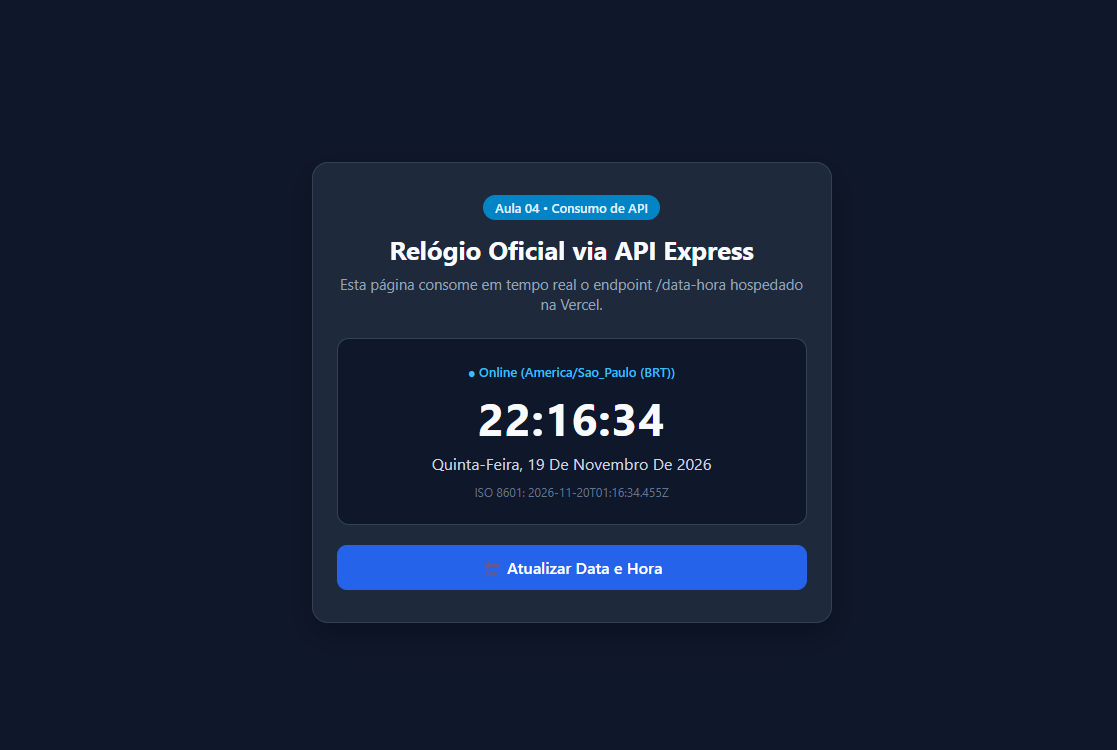 Aula 04 • Consumo de API
Relógio Oficial via API Express
Esta página consome em tempo real o endpoint /data-hora hospedado
na Vercel.
● Online (America/Sao_Paulo (BRT))
22:16:34
Quinta-Feira, 19 De Novembro De 2026
ISO 8601: 2026-11-20T01:16:34.455Z
Atualizar Data e Hora